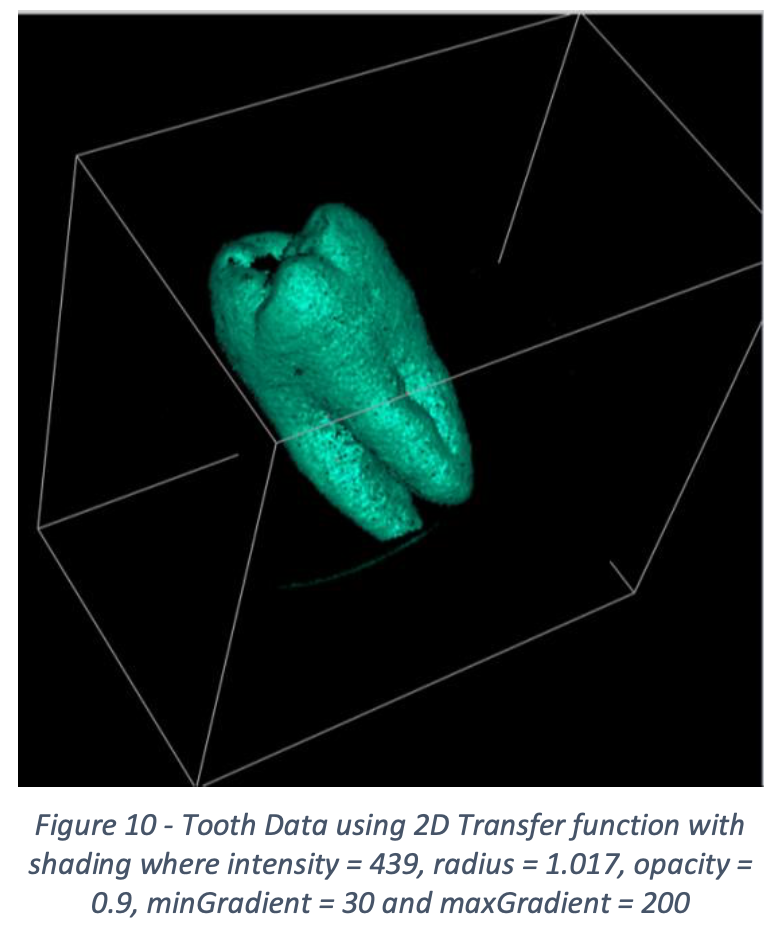 Figure 10 - Tooth Data using 2D Transfer function with
shading where intensity = 439, radius = 1.017, opacity =
0.9, minGradient = 30 and maxGradient = 200